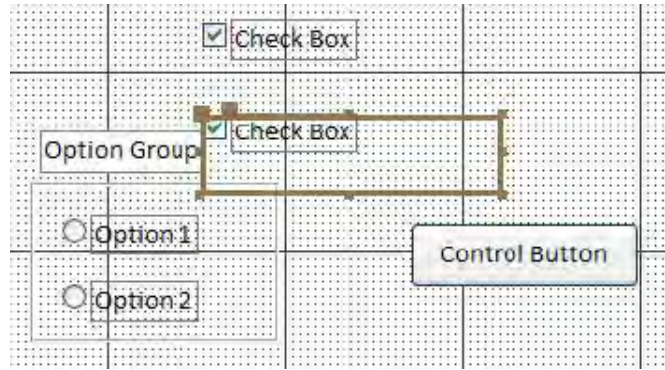 Check Box
Check Box
Option Group
Option 1
Control Button
Option 2